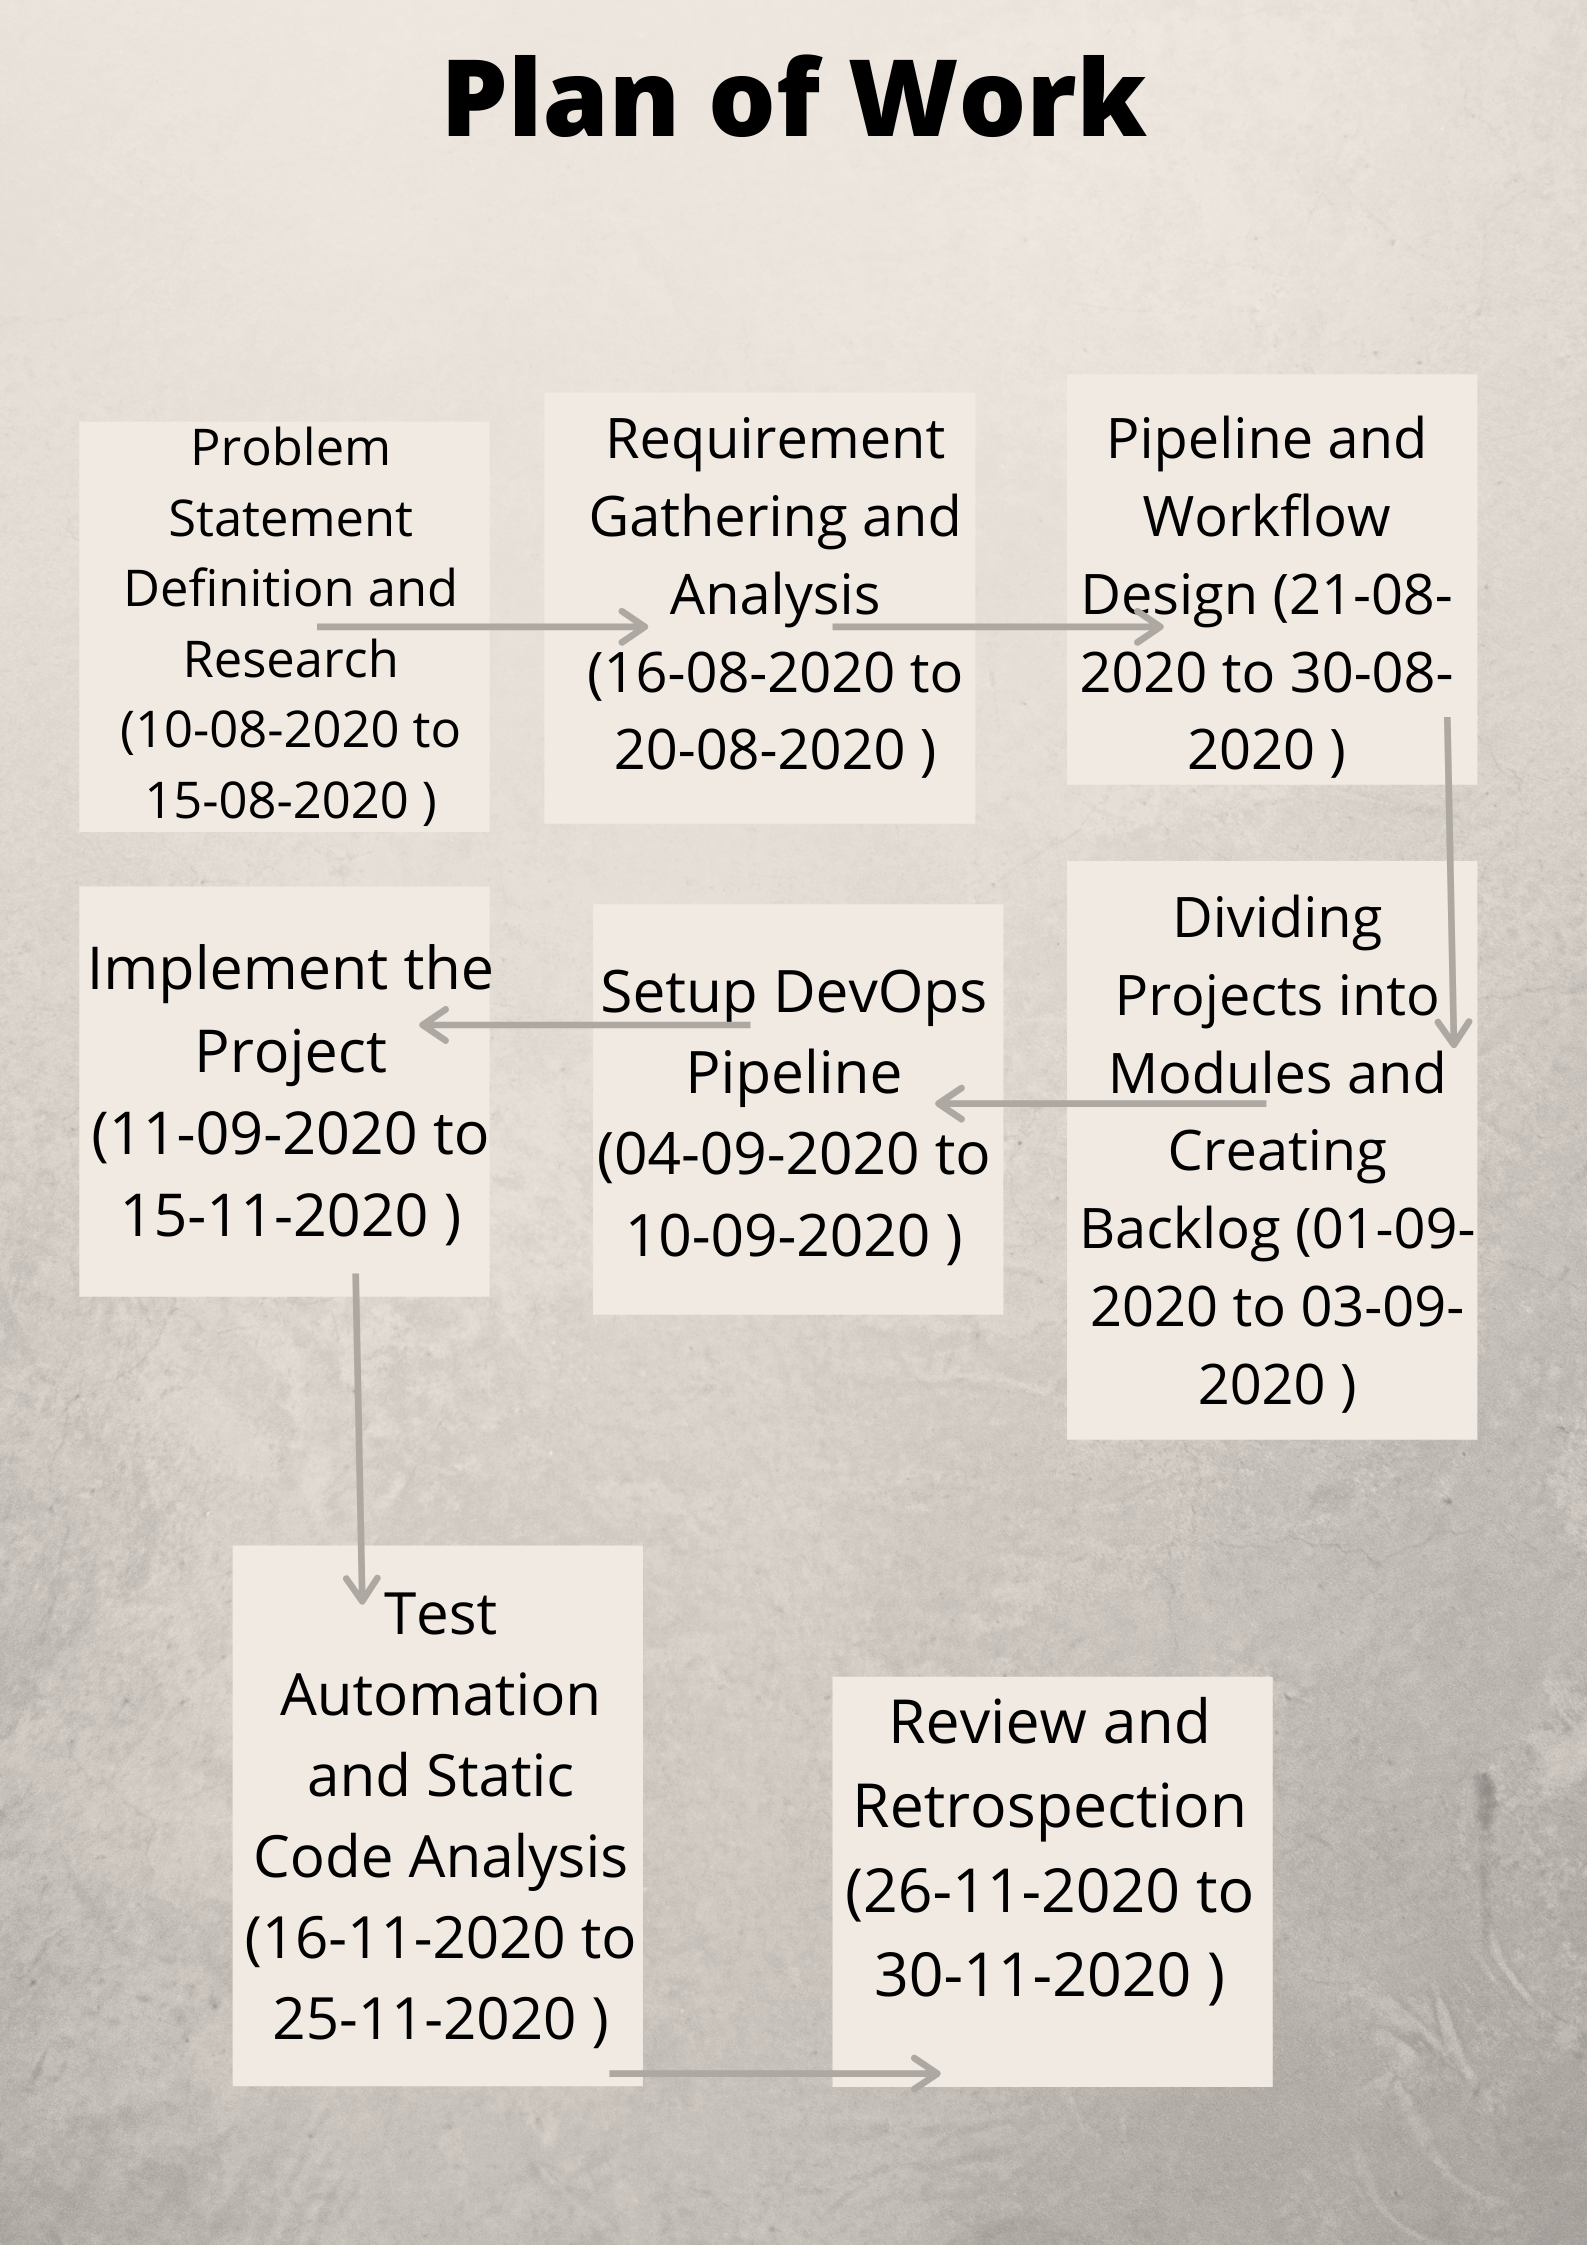 Plan of Work
Problem
Statement
Definition and
Research
(10-08-2020 to
15-08-2020 )
Requirement
Gathering and
Analysis
(16-08-2020 to
20-08-2020 )
Pipeline and
Workflow
Design (21-08-
2020 to 30-08-
2020 )
Dividing
Projects into
Modules and
Creating
Backlog (01-09-
2020 to 03-09-
2020 )
Setup DevOps
Pipeline
(04-09-2020 to
10-09-2020 )
Implement the
Project
(11-09-2020 to
15-11-2020 )
Test
Automation
and Static
Code Analysis
(16-11-2020 to
25-11-2020 )
Review and
Retrospection
(26-11-2020 to
30-11-2020 )